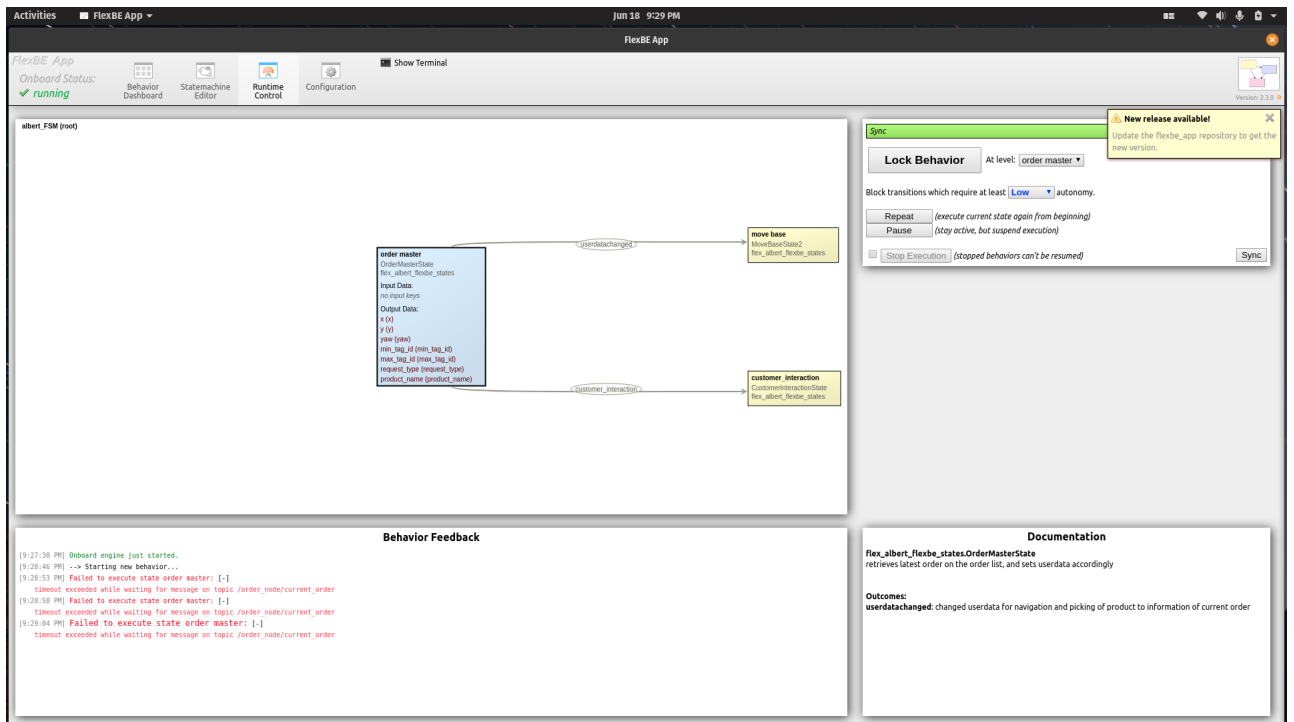 Activities FlexBE App Jun 18 9:29 PM
FlexBE App
FlexBE App
Onboard Status:
running
Behavior Dashboard
Statemachine Editor
Runtime Control
Configuration
Show Terminal
Version: 2.3.0
New release available!
Update the flexbe_app repository to get the
new version.
albert_FSM (root)
order master
OrderMasterState
flex_albert_flexbe_states
Input Data:
no input keys
Output Data:
x (x)
y (y)
yaw (yaw)
min_tag_id (min_tag_id)
max_tag_id (max_tag_id)
request_type (request_type)
product_name (product_name)
userdatachanged
customer_interaction
move base
MoveBaseState2
flex_albert_flexbe_states
customer_interaction
CustomerInteractionState
flex_albert_flexbe_states
Sync
Lock Behavior At level: order master
Block transitions which require at least Low autonomy.
Repeat (execute current state again from beginning)
Pause (stay active, but suspend execution)
Stop Execution (stopped behaviors can't be resumed) Sync
Behavior Feedback
[9:27:38 PM] Onboard engine just started.
[9:28:46 PM] --> Starting new behavior...
[9:28:53 PM] Failed to execute state order master: [-]
timeout exceeded while waiting for message on topic /order_node/current_order
[9:28:58 PM] Failed to execute state order master: [-]
timeout exceeded while waiting for message on topic /order_node/current_order
[9:29:04 PM] Failed to execute state order master: [-]
timeout exceeded while waiting for message on topic /order_node/current_order
Documentation
flex_albert_flexbe_states.OrderMasterState
retrieves latest order on the order list, and sets userdata accordingly
Outcomes:
userdatachanged: changed userdata for navigation and picking of product to information of current order